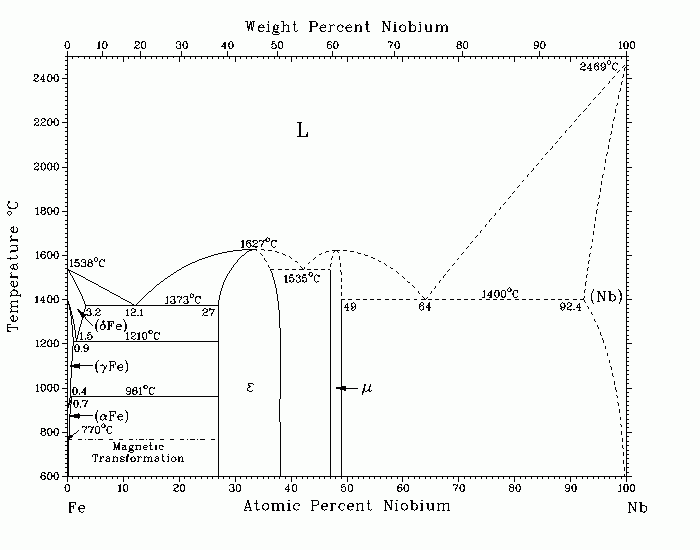 Weight Percent Niobium
0 10 20 30 40 50 60 70 80 90 100
2469°C
2400
2200
L
2000
1800
1600
1627°C
1538°C
1535°C
1400
1373°C
1400°C
(Nb)
3.2 12.1 27 49 64 92.4
(δFe)
1200
1.5 1210°C
0.9
(γFe)
1000
ε
μ
0.4 961°C
0.7
(αFe)
800
770°C
Magnetic
Transformation
600
0 10 20 30 40 50 60 70 80 90 100
Fe Atomic Percent Niobium Nb
Temperature °C